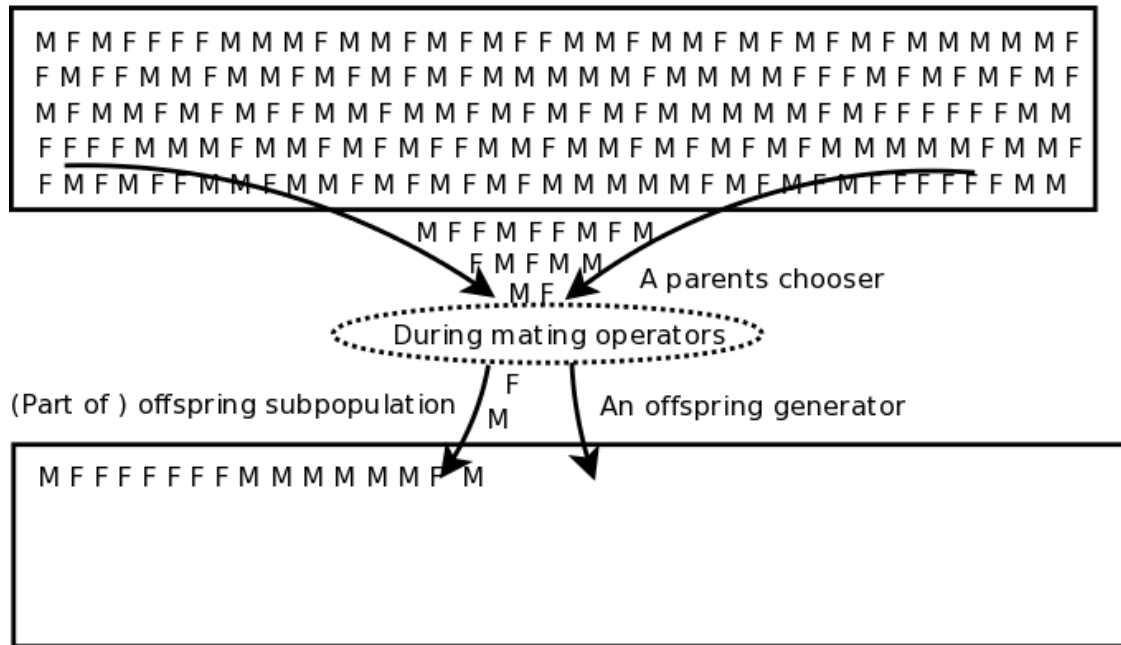 M F M F F F F M M M F M M F M F M F F M M F M M F M F M F M F M M M M M F
F M F F M M F M M F M F M F M F M M M M M F M M M M F F F M F M F M F M F
M F M M F M F M F F M M F M M F M F M F M F M M M M M F M F F F F F F M M
F F F F M M M F M M F M F M F F M M F M M F M F M F M F M M M M M F M M F
F M F M F F M M F M M F M F M F M F M M M M M F M F M F M F F F F F F M M
M F F M F F M F M
F M F M M
A parents chooser
M F
During mating operators
F
(Part of ) offspring subpopulation
An offspring generator
M
M F F F F F F F M M M M M M F M